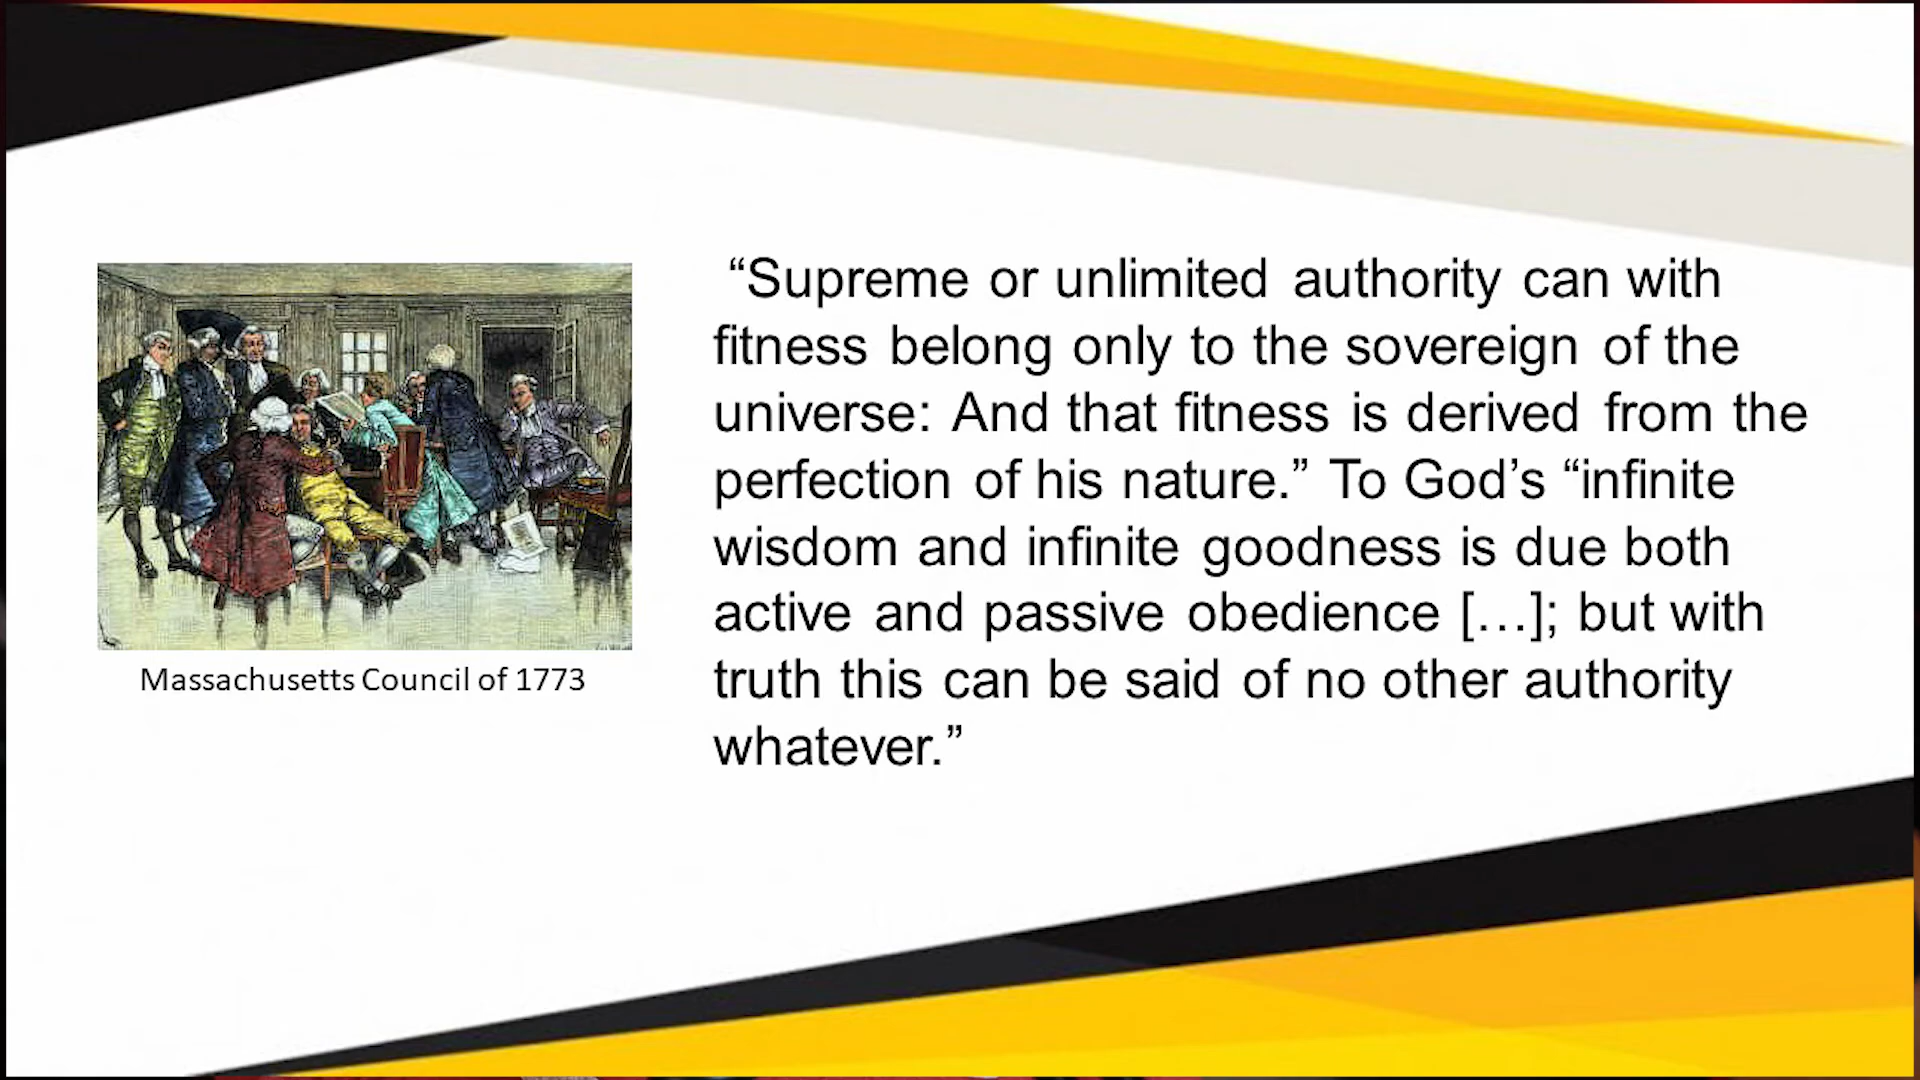 “Supreme or unlimited authority can with
fitness belong only to the sovereign of the
universe: And that fitness is derived from the
perfection of his nature.” To God’s “infinite
wisdom and infinite goodness is due both
active and passive obedience […]; but with
truth this can be said of no other authority
whatever.”
Massachusetts Council of 1773